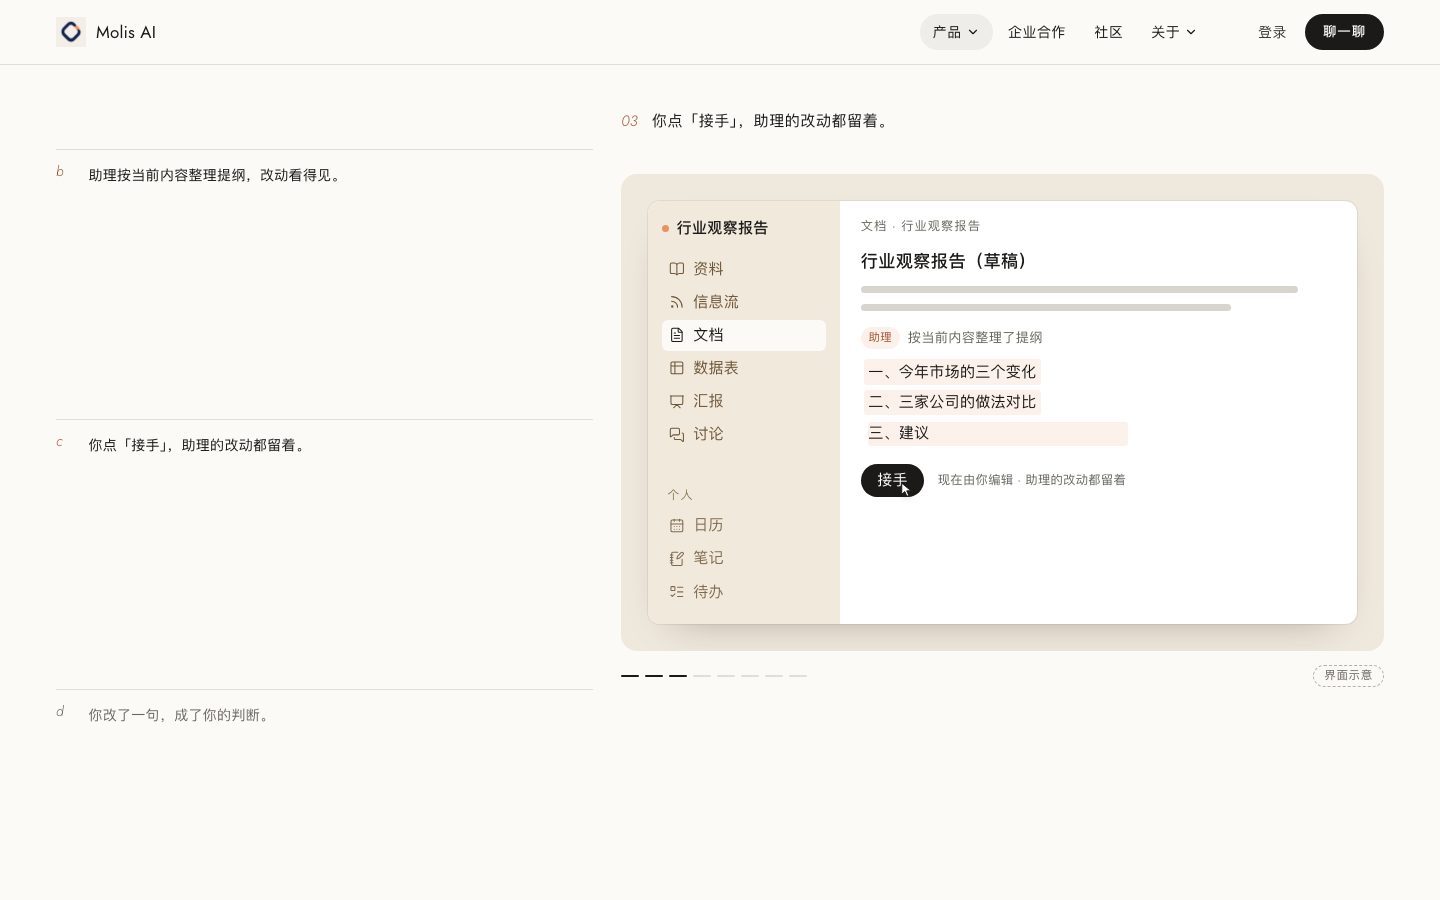 Molis AI
产品
企业合作
社区
关于
登录
聊一聊
b 助理按当前内容整理提纲，改动看得见。
c 你点「接手」，助理的改动都留着。
d 你改了一句，成了你的判断。
03 你点「接手」，助理的改动都留着。
行业观察报告
资料
信息流
文档
数据表
汇报
讨论
个人
日历
笔记
待办
文档 · 行业观察报告
行业观察报告（草稿）
助理 按当前内容整理了提纲
一、今年市场的三个变化
二、三家公司的做法对比
三、建议
接手 现在由你编辑 · 助理的改动都留着
界面示意